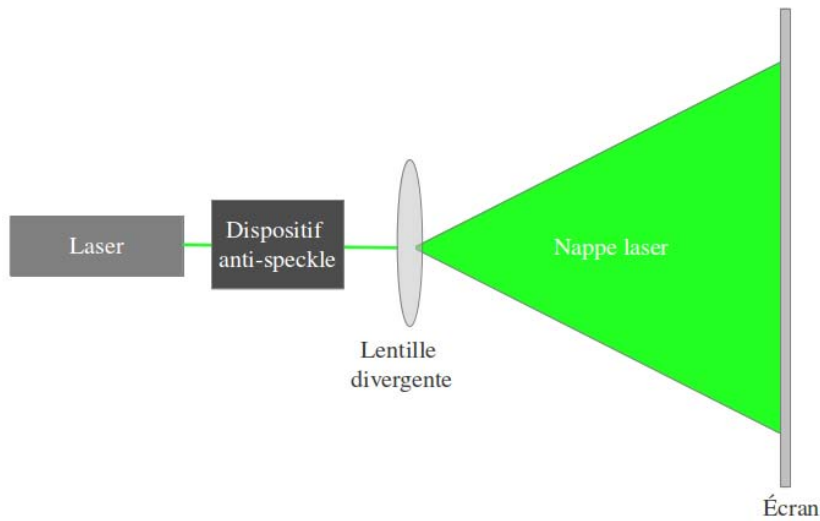 Laser
Dispositif
anti-speckle
Nappe laser
Lentille
divergente
Écran